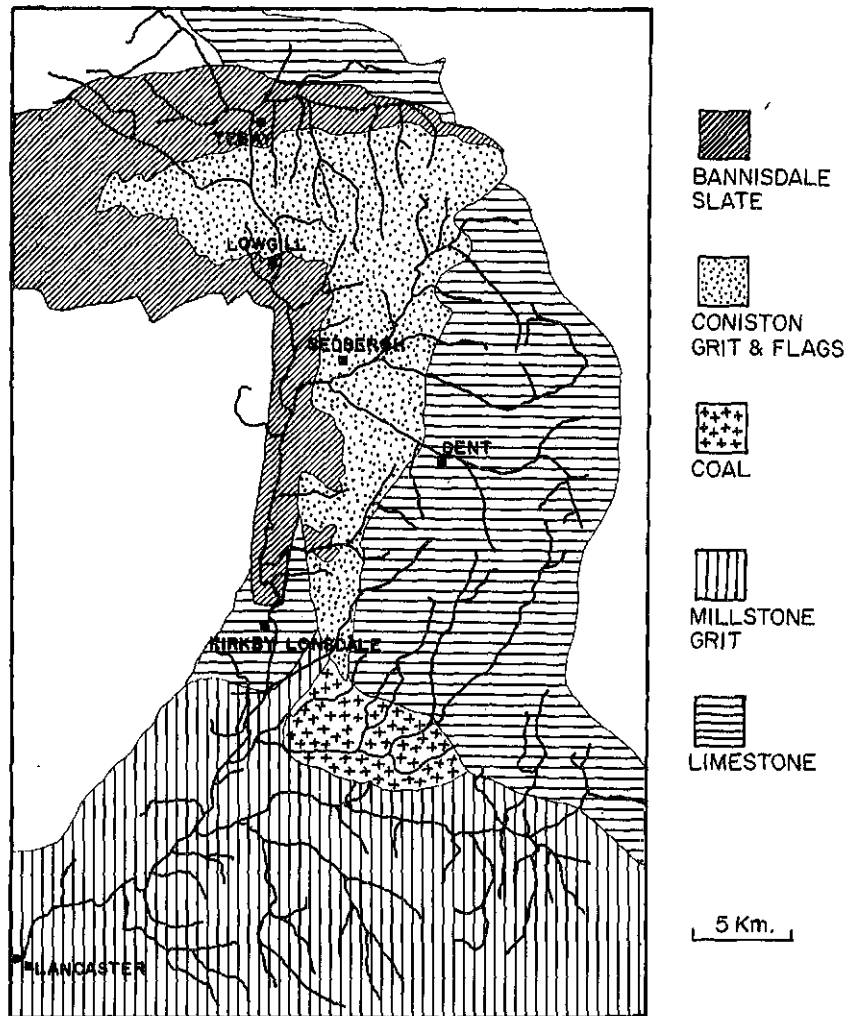 TEBAY
LOWGILL
SEDBERGH
DENT
KIRKBY LONSDALE
LANCASTER
BANNISDALE
SLATE
CONISTON
GRIT & FLAGS
COAL
MILLSTONE
GRIT
LIMESTONE
5 Km.